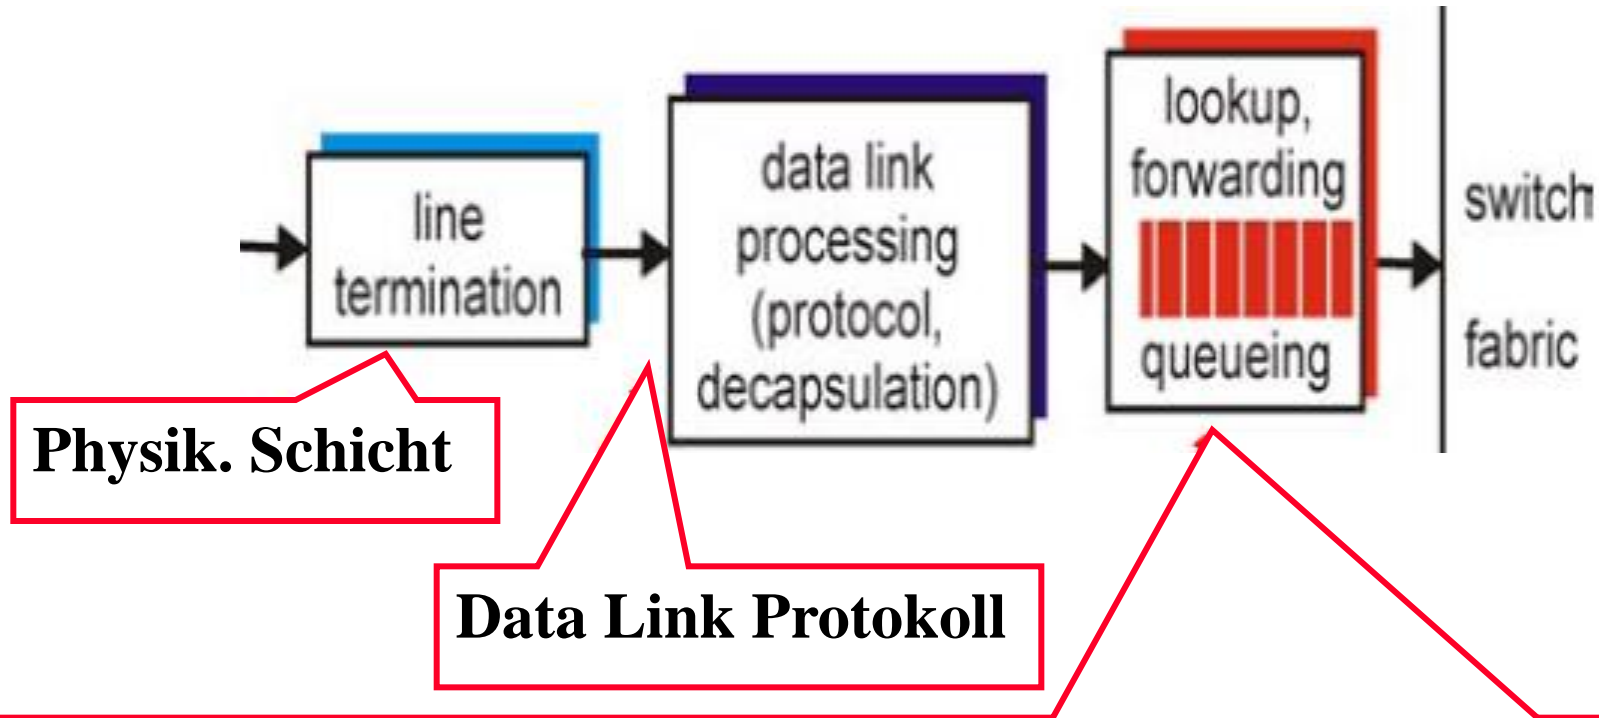 line
termination
data link
processing
(protocol,
decapsulation)
lookup,
forwarding
queueing
switch
fabric
Physik. Schicht
Data Link Protokoll